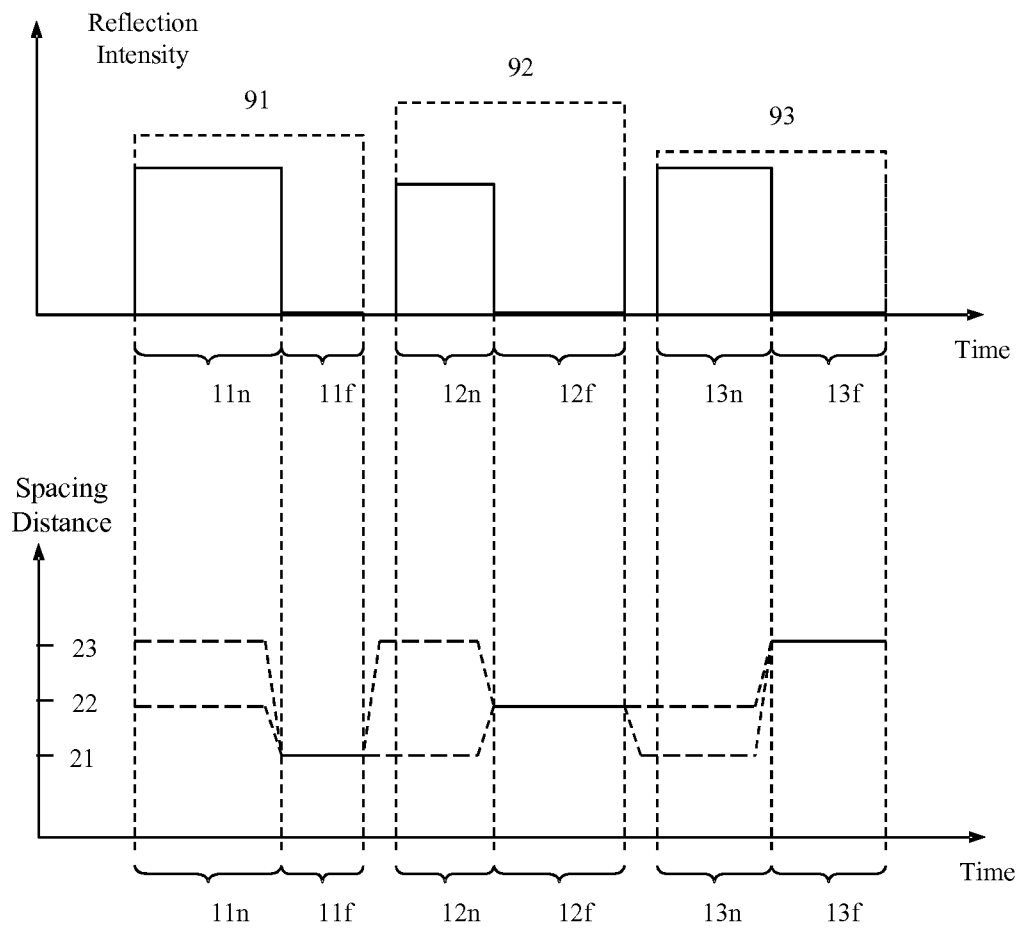 Reflection
Intensity
92
91
93
Time
11n 11f 12n 12f 13n 13f
Spacing
Distance
23
22
21
Time
11n 11f 12n 12f 13n 13f